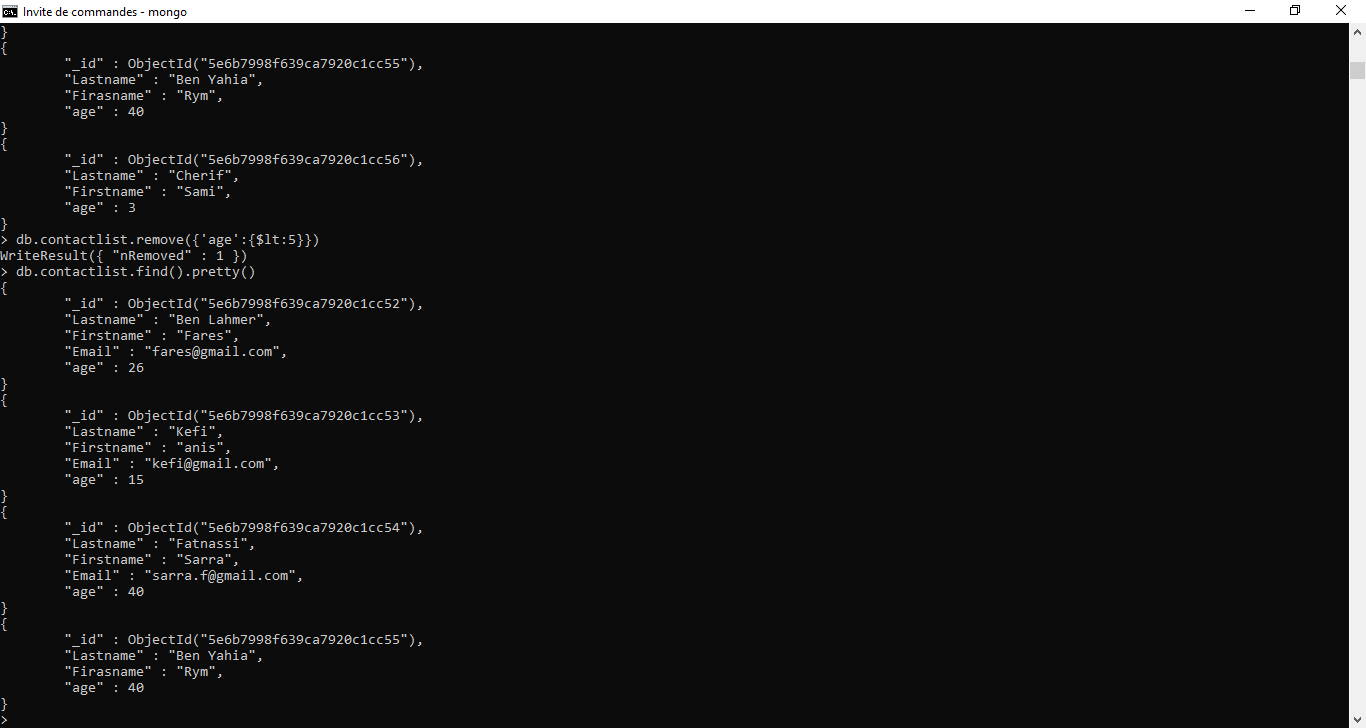 Invite de commandes - mongo
}
{
        "_id" : ObjectId("5e6b7998f639ca7920c1cc55"),
        "Lastname" : "Ben Yahia",
        "Firasname" : "Rym",
        "age" : 40
}
{
        "_id" : ObjectId("5e6b7998f639ca7920c1cc56"),
        "Lastname" : "Cherif",
        "Firstname" : "Sami",
        "age" : 3
}
> db.contactlist.remove({'age':{$lt:5}})
WriteResult({ "nRemoved" : 1 })
> db.contactlist.find().pretty()
{
        "_id" : ObjectId("5e6b7998f639ca7920c1cc52"),
        "Lastname" : "Ben Lahmer",
        "Firstname" : "Fares",
        "Email" : "fares@gmail.com",
        "age" : 26
}
{
        "_id" : ObjectId("5e6b7998f639ca7920c1cc53"),
        "Lastname" : "Kefi",
        "Firstname" : "anis",
        "Email" : "kefi@gmail.com",
        "age" : 15
}
{
        "_id" : ObjectId("5e6b7998f639ca7920c1cc54"),
        "Lastname" : "Fatnassi",
        "Firstname" : "Sarra",
        "Email" : "sarra.f@gmail.com",
        "age" : 40
}
{
        "_id" : ObjectId("5e6b7998f639ca7920c1cc55"),
        "Lastname" : "Ben Yahia",
        "Firasname" : "Rym",
        "age" : 40
}
>